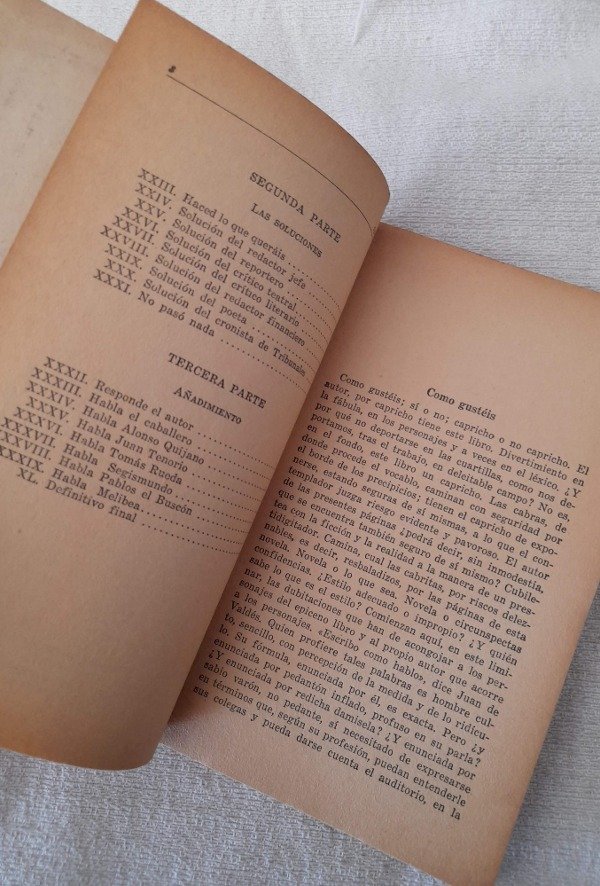 8
SEGUNDA PARTE
LAS SOLUCIONES
XXIII. Haced lo que queráis
XXIV. Solución del redactor jefe
XXV. Solución del reportero
XXVI. Solución del crítico teatral
XXVII. Solución del crítico literario
XXVIII. Solución del redactor financiero
XXIX. Solución del poeta
XXX. Solución del cronista de Tribunales
XXXI. No pasó nada
TERCERA PARTE
AÑADIMIENTO
XXXII. Responde el autor
XXXIII. Habla el caballero
XXXIV. Habla Alonso Quijano
XXXV. Habla Juan Tenorio
Habla Tomás Rueda
XXXVII. Habla Segismundo
XXXVIII. Habla Pablos el Buscón
XXXIX. Habla Melibea
XL. Definitivo final
Como gustéis
Como gustéis; sí o no; capricho o no capricho. El
autor, por capricho tiene este libro. Divertimiento en
la fábula, en los personajes y a veces en el léxico. ¿Y
por qué no deportarse en las cuartillas, como nos de-
portamos, tras el trabajo, en deleitable campo? No es,
en el fondo, este libro un capricho. Las cabras, de
donde procede el vocablo, caminan con seguridad por
el borde de los precipicios; tienen el capricho de expo-
nerse, estando seguras de sí mismas, a lo que el con-
templador juzga riesgo evidente y pavoroso. El autor
de las presentes páginas ¿podrá decir, sin inmodestia,
que se encuentra también seguro de sí mismo? Cubile-
tea con la ficción y la realidad a la manera de un pres-
tidigitador. Camina, cual las cabritas, por riscos delez-
nables, es decir, resbaladizos, por las páginas de esta
novela. Novela o lo que sea. Novela o circunspectas
confidencias. ¿Estilo adecuado o impropio? ¿Y quién
sabe lo que es el estilo? Comienzan aquí, en este limi-
nar, las dubitaciones que han de acongojar a los per-
sonajes del epiceno libro y al propio autor que acorre
a los personajes. «Escribo como hablo», dice Juan de
Valdés. Quien profiere tales palabras es hombre cul-
to, sencillo, con percepción de la medida y de lo ridícu-
lo. Su fórmula, enunciada por él, es exacta. Pero ¿y
enunciada por pedantón inflado, profuso en su parla?
¿Y enunciada por redicha damisela? ¿Y enunciada por
sabio varón, no pedante, sí necesitado de expresarse
en términos que, según su profesión, puedan entenderle
sus colegas y pueda darse cuenta el auditorio, en la